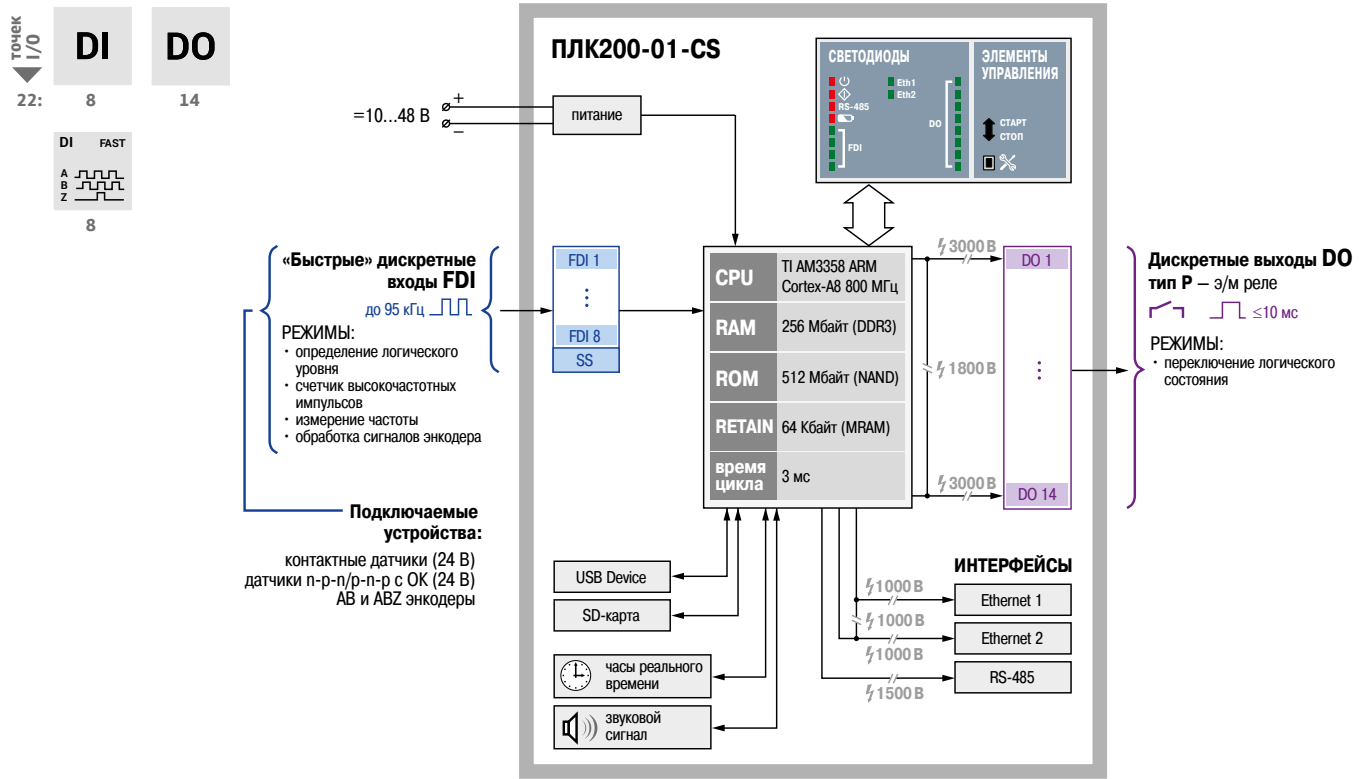 точек
I/O
DI
DO
22:
8
14
DI FAST
A
B
Z
8
ПЛК200-01-CS
СВЕТОДИОДЫ
Eth1
Eth2
RS-485
FDI
DO
ЭЛЕМЕНТЫ
УПРАВЛЕНИЯ
СТАРТ
СТОП
=10...48 В
+
–
питание
«Быстрые» дискретные
входы FDI
до 95 кГц
РЕЖИМЫ:
· определение логического
уровня
· счетчик высокочастотных
импульсов
· измерение частоты
· обработка сигналов энкодера
FDI 1
⋮
FDI 8
SS
CPU
TI AM3358 ARM
Cortex-A8 800 МГц
RAM
256 Мбайт (DDR3)
ROM
512 Мбайт (NAND)
RETAIN
64 Кбайт (MRAM)
время
цикла
3 мс
3000 В
1800 В
3000 В
DO 1
⋮
DO 14
Дискретные выходы DO
тип Р – э/м реле
≤10 мс
РЕЖИМЫ:
· переключение логического
состояния
Подключаемые
устройства:
контактные датчики (24 В)
датчики n-p-n/p-n-p с ОК (24 В)
AB и ABZ энкодеры
USB Device
SD-карта
часы реального
времени
звуковой
сигнал
ИНТЕРФЕЙСЫ
1000 В
Ethernet 1
1000 В
Ethernet 2
1000 В
RS-485
1500 В